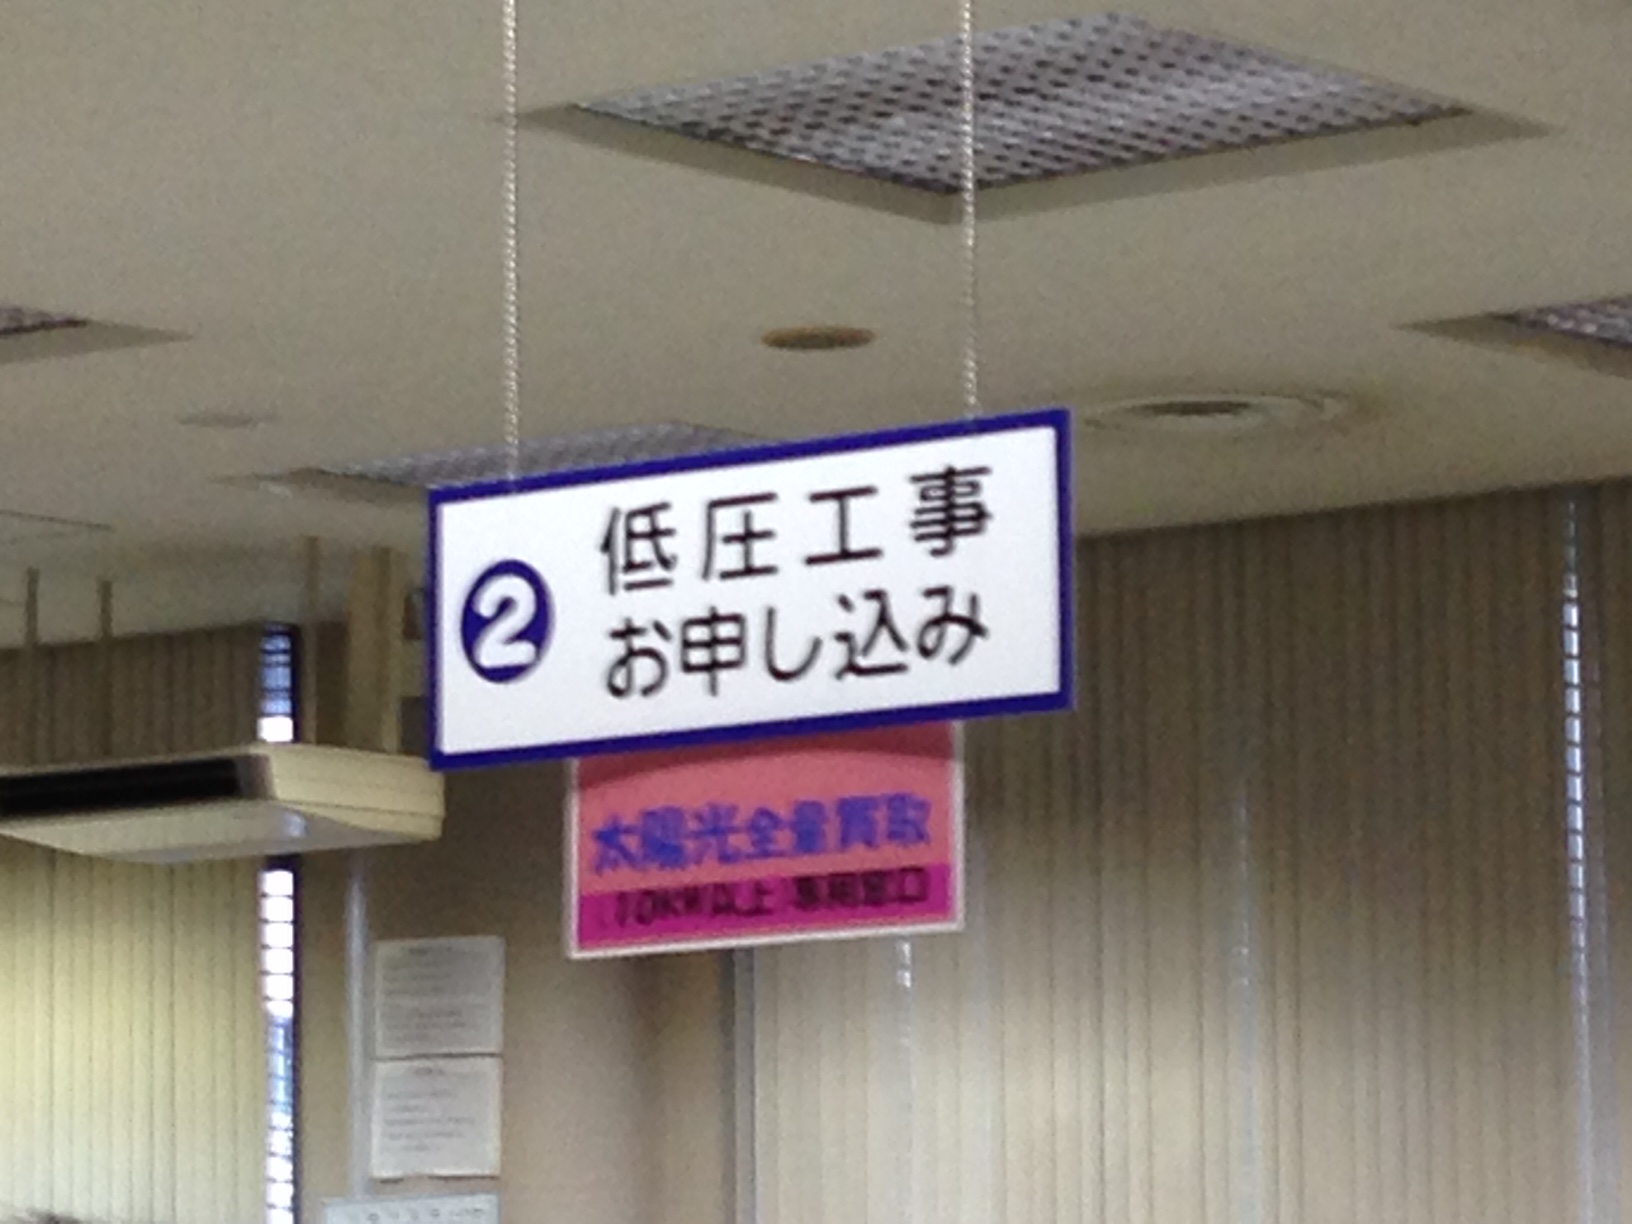 ② 低圧工事
お申し込み
太陽光全量買取
10KW以上 専用窓口